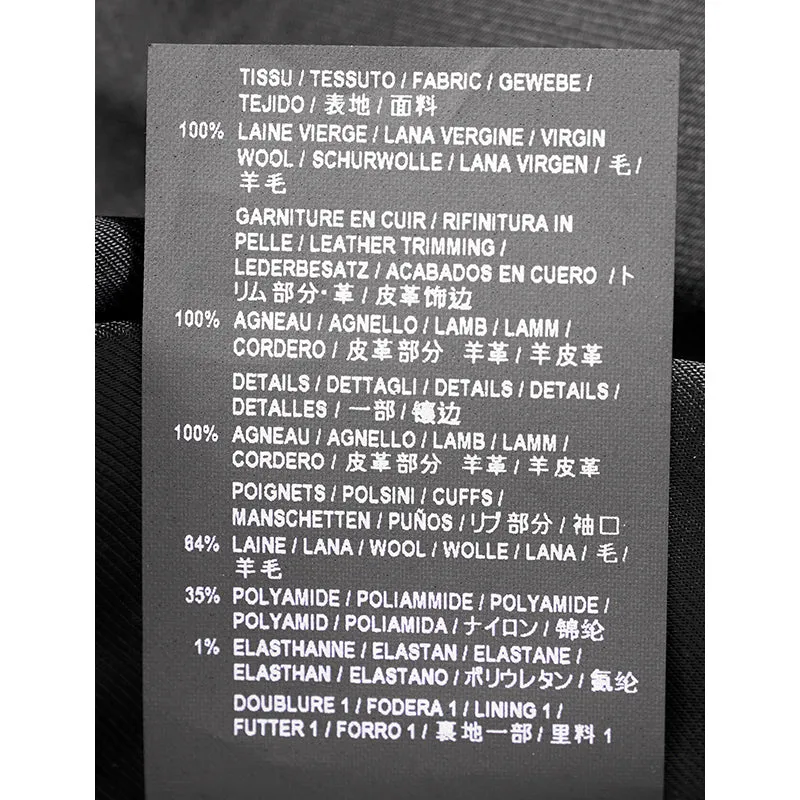 TISSU / TESSUTO / FABRIC / GEWEBE /
TEJIDO / 表地 / 面料
100% LAINE VIERGE / LANA VERGINE / VIRGIN
WOOL / SCHURWOLLE / LANA VIRGEN / 毛 /
羊毛
GARNITURE EN CUIR / RIFINITURA IN
PELLE / LEATHER TRIMMING /
LEDERBESATZ / ACABADOS EN CUERO / ト
リム部分・革 / 皮革饰边
100% AGNEAU / AGNELLO / LAMB / LAMM /
CORDERO / 皮革部分 羊革 / 羊皮革
DETAILS / DETTAGLI / DETAILS / DETAILS /
DETALLES / 一部 / 镶边
100% AGNEAU / AGNELLO / LAMB / LAMM /
CORDERO / 皮革部分 羊革 / 羊皮革
POIGNETS / POLSINI / CUFFS /
MANSCHETTEN / PUÑOS / リブ部分 / 袖口
64% LAINE / LANA / WOOL / WOLLE / LANA / 毛 /
羊毛
35% POLYAMIDE / POLIAMMIDE / POLYAMIDE /
POLYAMID / POLIAMIDA / ナイロン / 锦纶
1% ELASTHANNE / ELASTAN / ELASTANE /
ELASTHAN / ELASTANO / ポリウレタン / 氨纶
DOUBLURE 1 / FODERA 1 / LINING 1 /
FUTTER 1 / FORRO 1 / 裏地一部 / 里料 1